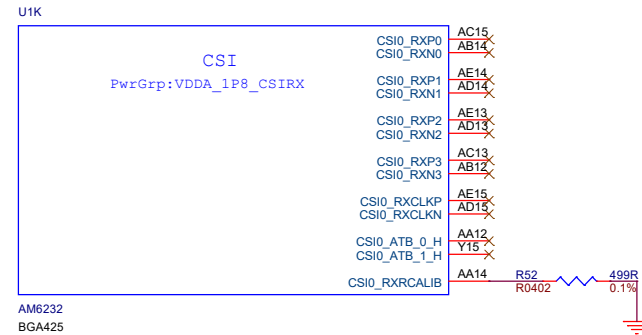 U1K
CSI
PwrGrp:VDDA_1P8_CSIRX
CSI0_RXP0 AC15
CSI0_RXN0 AB14
CSI0_RXP1 AE14
CSI0_RXN1 AD14
CSI0_RXP2 AE13
CSI0_RXN2 AD13
CSI0_RXP3 AC13
CSI0_RXN3 AB12
CSI0_RXCLKP AE15
CSI0_RXCLKN AD15
CSI0_ATB_0_H AA12
CSI0_ATB_1_H Y15
CSI0_RXRCALIB AA14 R52 499R
R0402 0.1%
AM6232
BGA425